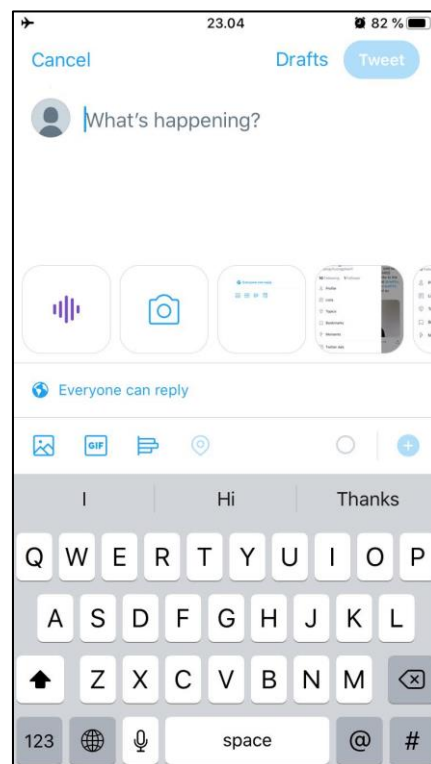 23.04 82 %
Cancel Drafts Tweet
What's happening?
Everyone can reply
GIF
I Hi Thanks
Q W E R T Y U I O P
A S D F G H J K L
Z X C V B N M
123 space @ #